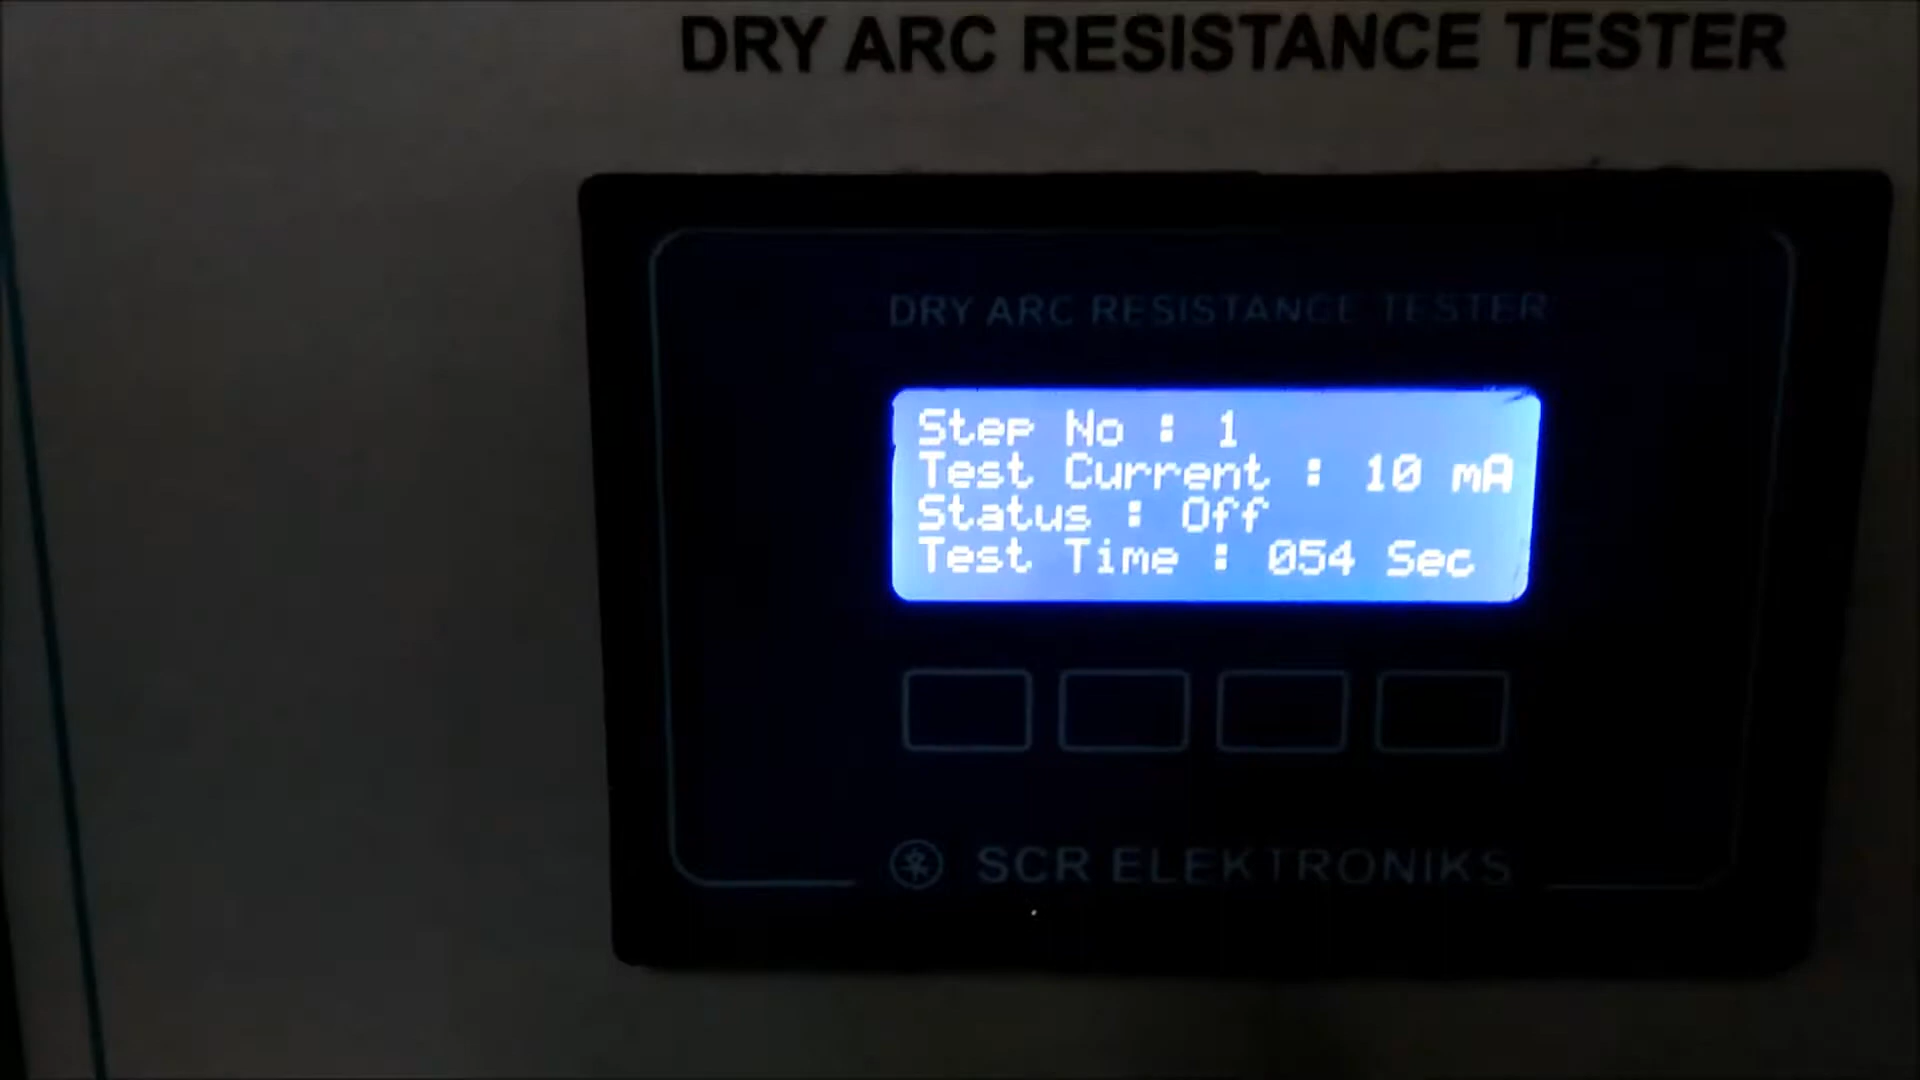 DRY ARC RESISTANCE TESTER
DRY ARC RESISTANCE TESTER
Step No : 1
Test Current : 10 mA
Status : Off
Test Time : 054 Sec
SCR ELEKTRONIKS